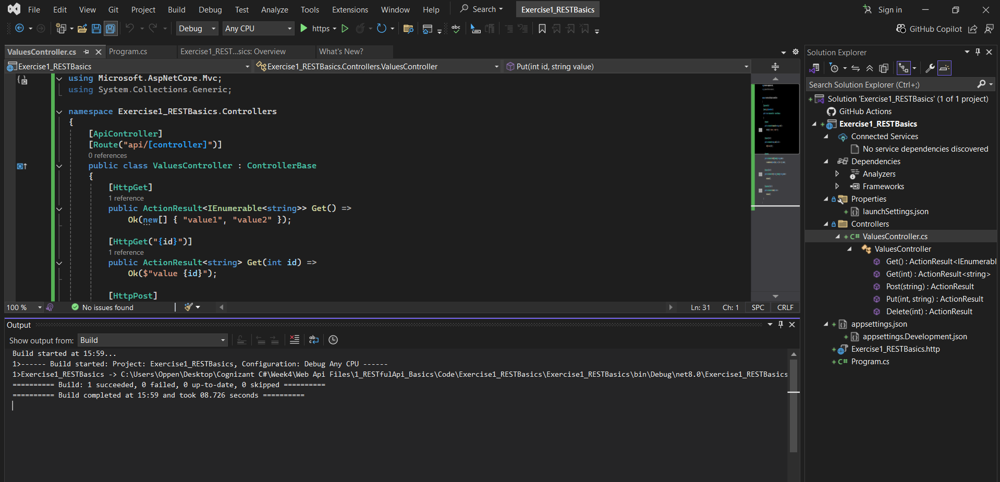 File Edit View Git Project Build Debug Test Analyze Tools Extensions Window Help Search Exercise1_RESTBasics Sign in
Debug Any CPU https GitHub Copilot
ValuesController.cs Program.cs Exercise1_REST...sics: Overview What's New?
Exercise1_RESTBasics Exercise1_RESTBasics.Controllers.ValuesController Put(int id, string value)
using Microsoft.AspNetCore.Mvc;
using System.Collections.Generic;
namespace Exercise1_RESTBasics.Controllers
{
[ApiController]
[Route("api/[controller]")]
0 references
public class ValuesController : ControllerBase
{
[HttpGet]
1 reference
public ActionResult<IEnumerable<string>> Get() =>
Ok(new[] { "value1", "value2" });
[HttpGet("{id}")]
1 reference
public ActionResult<string> Get(int id) =>
Ok($"value {id}");
[HttpPost]
100 % No issues found Ln: 31 Ch: 1 SPC CRLF
Output
Show output from: Build
Build started at 15:59...
1>------ Build started: Project: Exercise1_RESTBasics, Configuration: Debug Any CPU ------
1>Exercise1_RESTBasics -> C:\Users\Oppen\Desktop\Cognizant C#\Week4\Web Api Files\1_RESTfulApi_Basics\Code\Exercise1_RESTBasics\Exercise1_RESTBasics\bin\Debug\net8.0\Exercise1_RESTBasics
========== Build: 1 succeeded, 0 failed, 0 up-to-date, 0 skipped ==========
========== Build completed at 15:59 and took 08.726 seconds ==========
Solution Explorer
Search Solution Explorer (Ctrl+;)
Solution 'Exercise1_RESTBasics' (1 of 1 project)
GitHub Actions
Exercise1_RESTBasics
Connected Services
No service dependencies discovered
Dependencies
Analyzers
Frameworks
Properties
launchSettings.json
Controllers
C# ValuesController.cs
ValuesController
Get() : ActionResult<IEnumerabl
Get(int) : ActionResult<string>
Post(string) : ActionResult
Put(int, string) : ActionResult
Delete(int) : ActionResult
appsettings.json
appsettings.Development.json
Exercise1_RESTBasics.http
C# Program.cs